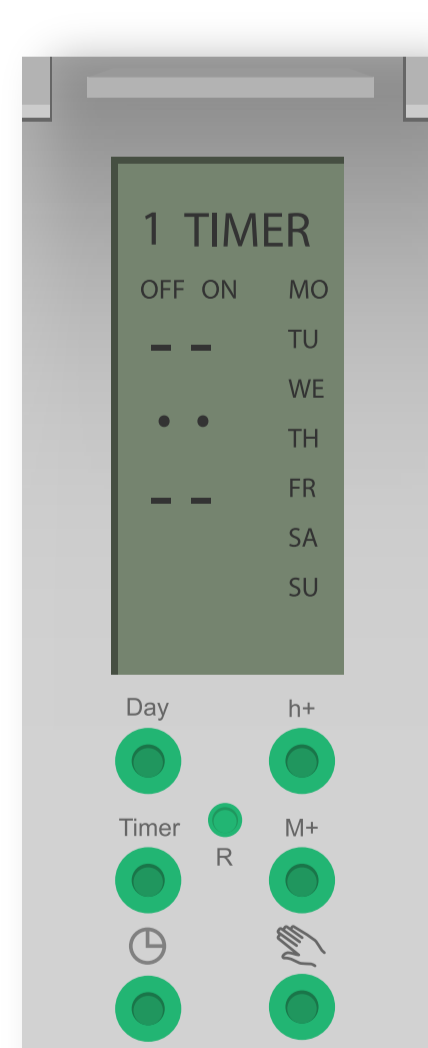 1 TIMER
OFF ON MO
-- TU
WE
: : TH
-- FR
SA
SU
Day h+
Timer M+
R